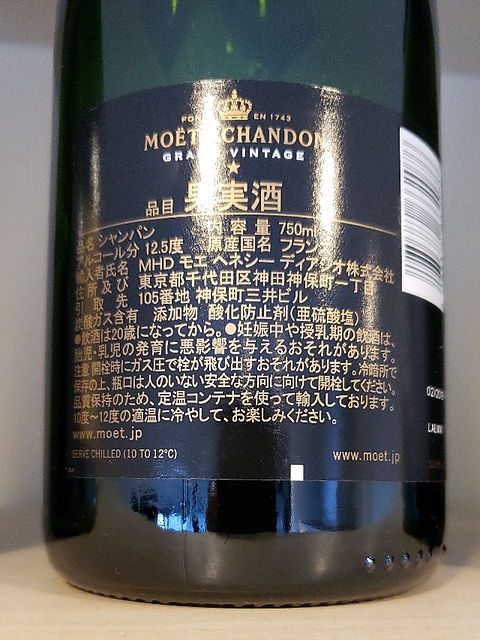 EN 1743
MOËT CHANDON
GRAND VINTAGE
品目 果実酒
品名 シャンパン 内容量 750ml
アルコール分 12.5度 原産国名 フランス
輸入者氏名 MHD モエ ヘネシー ディアジオ株式会社
住所及び 東京都千代田区神田神保町一丁目
引取先 105番地 神保町三井ビル
炭酸ガス含有 添加物 酸化防止剤(亜硫酸塩)
●飲酒は20歳になってから。●妊娠中や授乳期の飲酒は、
胎児・乳児の発育に悪影響を与えるおそれがあります。
注意 開栓時にガス圧で栓が飛び出すおそれがあります。冷暗所で
保存の上、瓶口は人のいない安全な方向に向けて開栓してください。
品質保持のため、定温コンテナを使って輸入しております。
10度〜12度の適温に冷やして、お楽しみください。
www.moet.jp
SERVE CHILLED (10 TO 12°C)
www.moet.jp